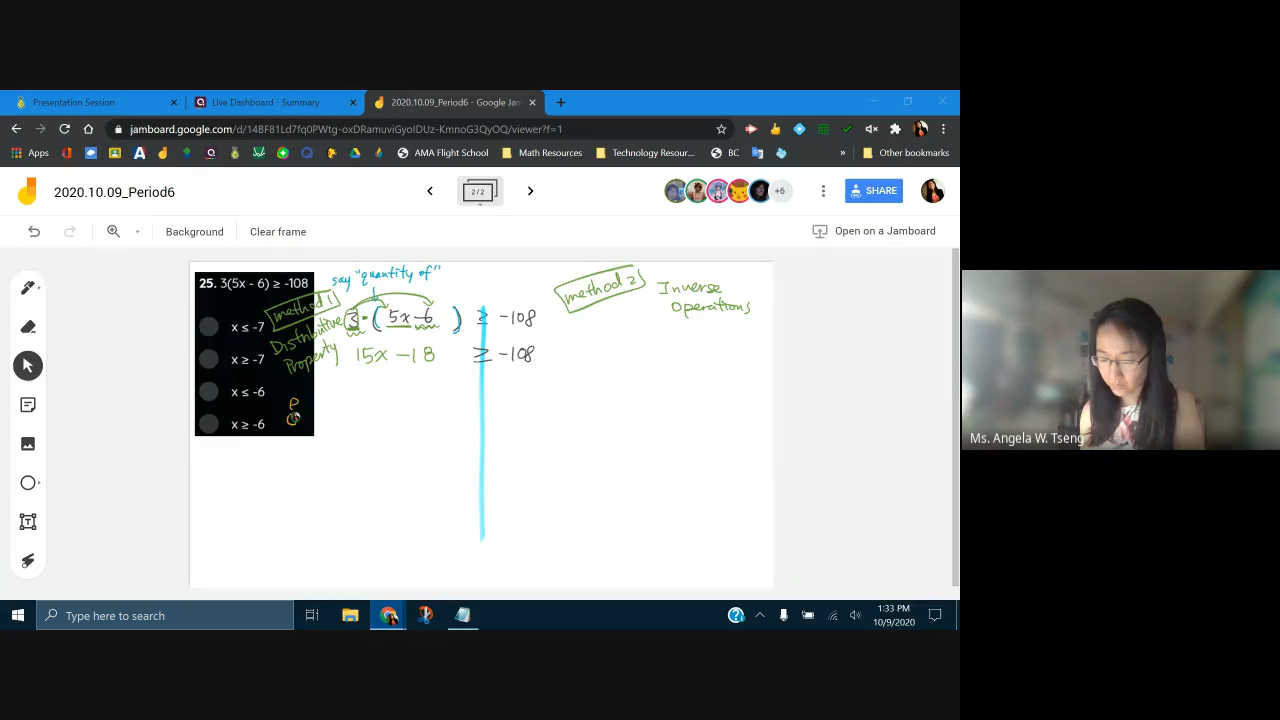 Presentation Session
Live Dashboard - Summary
2020.10.09_Period6 - Google Jam
jamboard.google.com/d/14BF81Ld7fq0PWtg-oxDRamuviGyoIDUz-KmnoG3QyOQ/viewer?f=1
Apps
AMA Flight School
Math Resources
Technology Resour...
BC
»
Other bookmarks
2020.10.09_Period6
2/2
+6
SHARE
Background
Clear frame
Open on a Jamboard
25. 3(5x - 6) ≥ -108
x ≤ -7
x ≥ -7
x ≤ -6
x ≥ -6
say "quantity of"
method 1
Distributive
Property
3 · ( 5x - 6 ) ≥ -108
15x - 18 ≥ -108
P
method 2
Inverse
Operations
Ms. Angela W. Tseng
Type here to search
1:33 PM
10/9/2020